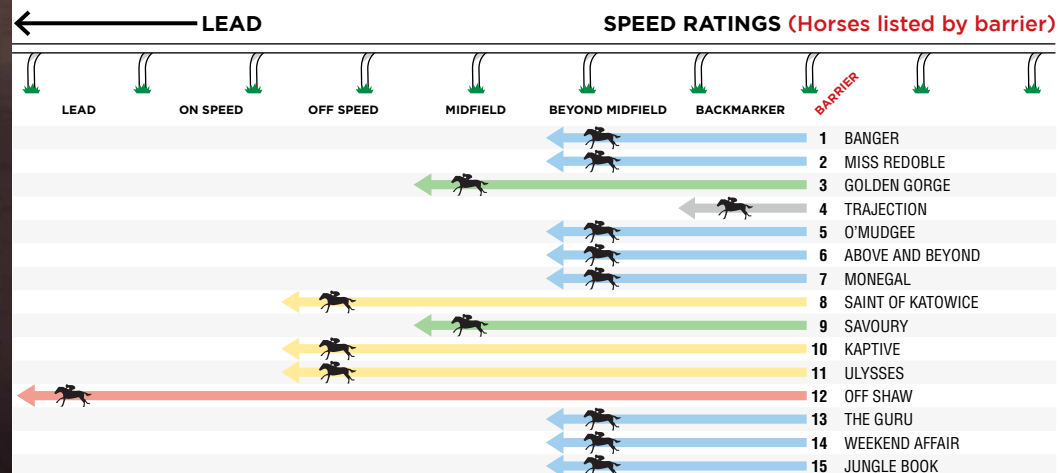 LEAD SPEED RATINGS (Horses listed by barrier)
LEAD ON SPEED OFF SPEED MIDFIELD BEYOND MIDFIELD BACKMARKER BARRIER
1 BANGER
2 MISS REDOBLE
3 GOLDEN GORGE
4 TRAJECTION
5 O’MUDGEE
6 ABOVE AND BEYOND
7 MONEGAL
8 SAINT OF KATOWICE
9 SAVOURY
10 KAPTIVE
11 ULYSSES
12 OFF SHAW
13 THE GURU
14 WEEKEND AFFAIR
15 JUNGLE BOOK